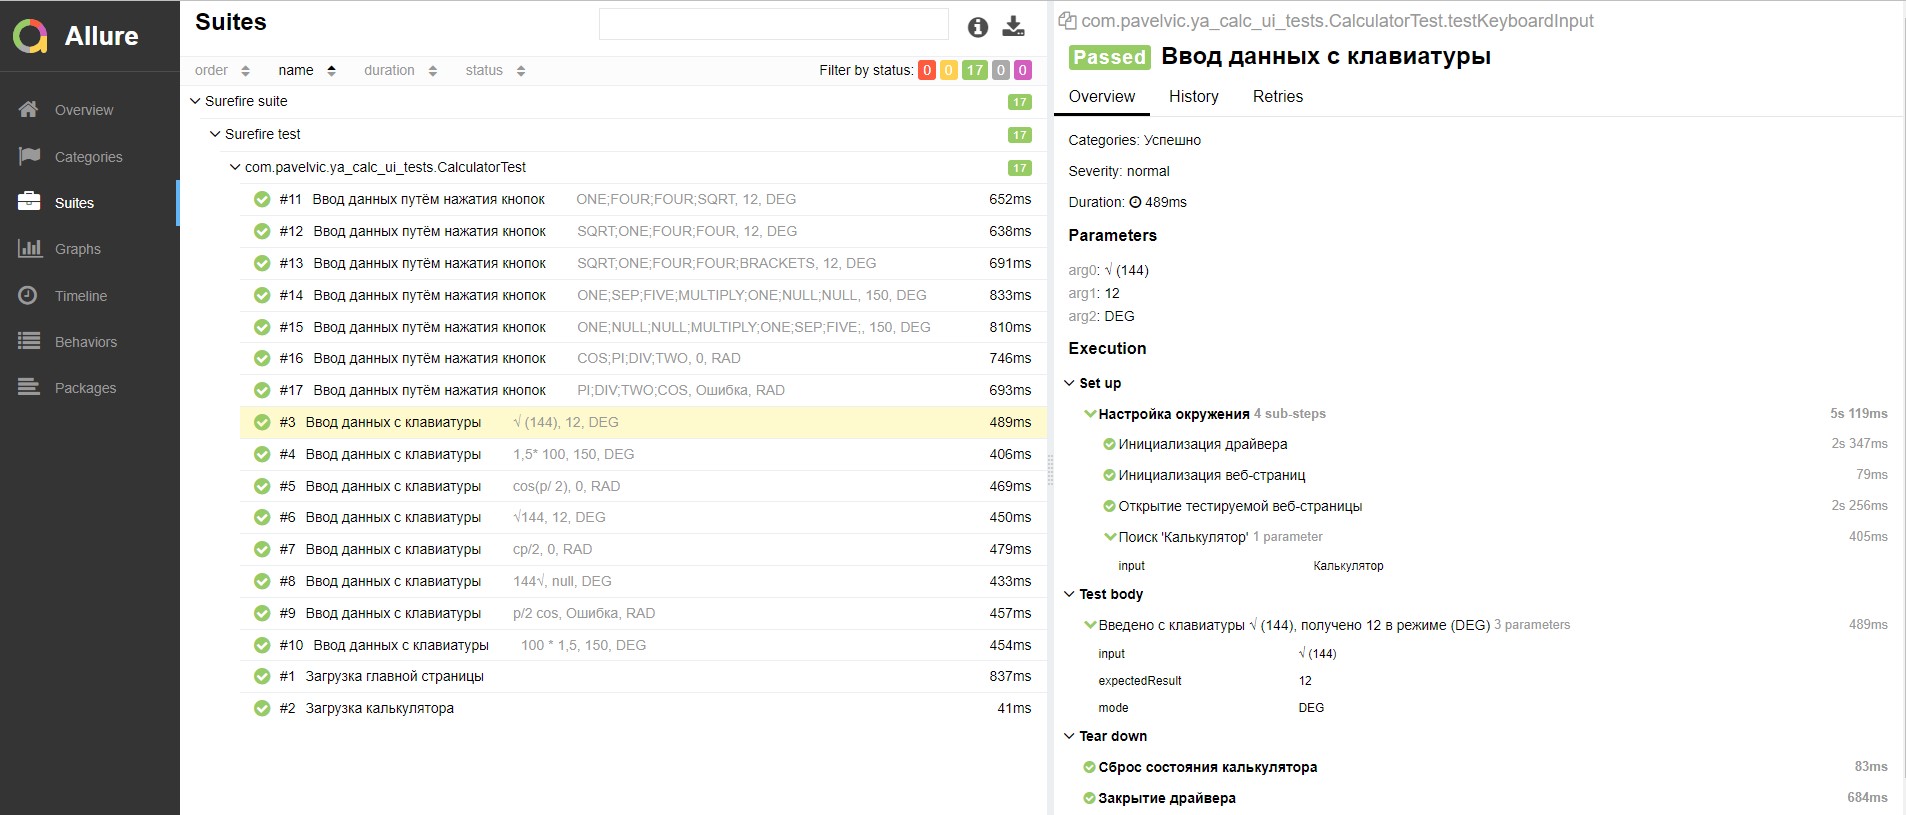 Allure
Overview
Categories
Suites
Graphs
Timeline
Behaviors
Packages
Suites
order name duration status Filter by status: 0 0 17 0 0
Surefire suite 17
Surefire test 17
com.pavelvic.ya_calc_ui_tests.CalculatorTest 17
#11 Ввод данных путём нажатия кнопок ONE;FOUR;FOUR;SQRT, 12, DEG 652ms
#12 Ввод данных путём нажатия кнопок SQRT;ONE;FOUR;FOUR, 12, DEG 638ms
#13 Ввод данных путём нажатия кнопок SQRT;ONE;FOUR;FOUR;BRACKETS, 12, DEG 691ms
#14 Ввод данных путём нажатия кнопок ONE;SEP;FIVE;MULTIPLY;ONE;NULL;NULL, 150, DEG 833ms
#15 Ввод данных путём нажатия кнопок ONE;NULL;NULL;MULTIPLY;ONE;SEP;FIVE;, 150, DEG 810ms
#16 Ввод данных путём нажатия кнопок COS;PI;DIV;TWO, 0, RAD 746ms
#17 Ввод данных путём нажатия кнопок PI;DIV;TWO;COS, Ошибка, RAD 693ms
#3 Ввод данных с клавиатуры √ (144), 12, DEG 489ms
#4 Ввод данных с клавиатуры 1,5* 100, 150, DEG 406ms
#5 Ввод данных с клавиатуры cos(p/ 2), 0, RAD 469ms
#6 Ввод данных с клавиатуры √144, 12, DEG 450ms
#7 Ввод данных с клавиатуры cp/2, 0, RAD 479ms
#8 Ввод данных с клавиатуры 144√, null, DEG 433ms
#9 Ввод данных с клавиатуры p/2 cos, Ошибка, RAD 457ms
#10 Ввод данных с клавиатуры 100 * 1,5, 150, DEG 454ms
#1 Загрузка главной страницы 837ms
#2 Загрузка калькулятора 41ms
com.pavelvic.ya_calc_ui_tests.CalculatorTest.testKeyboardInput
Passed Ввод данных с клавиатуры
Overview History Retries
Categories: Успешно
Severity: normal
Duration: 489ms
Parameters
arg0: √ (144)
arg1: 12
arg2: DEG
Execution
Set up
Настройка окружения 4 sub-steps 5s 119ms
Инициализация драйвера 2s 347ms
Инициализация веб-страниц 79ms
Открытие тестируемой веб-страницы 2s 256ms
Поиск 'Калькулятор' 1 parameter 405ms
input Калькулятор
Test body
Введено с клавиатуры √ (144), получено 12 в режиме (DEG) 3 parameters 489ms
input √ (144)
expectedResult 12
mode DEG
Tear down
Сброс состояния калькулятора 83ms
Закрытие драйвера 684ms